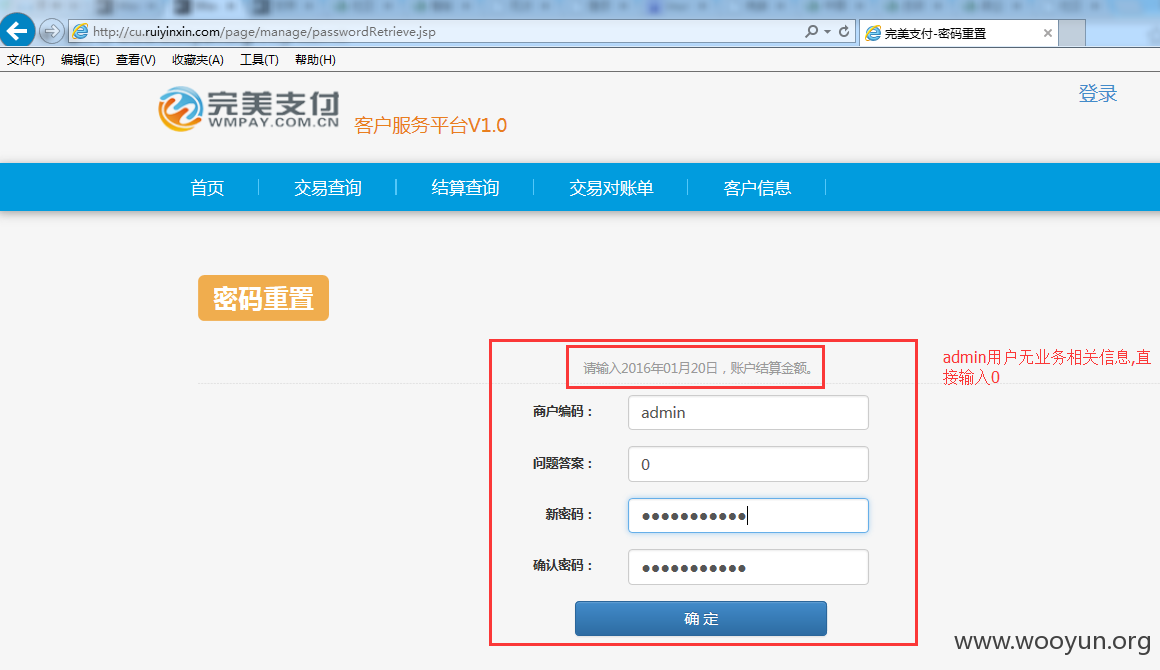 http://cu.ruiyinxin.com/page/manage/passwordRetrieve.jsp
完美支付-密码重置
文件(F) 编辑(E) 查看(V) 收藏夹(A) 工具(T) 帮助(H)
登录
完美支付
WMPAY.COM.CN
客户服务平台V1.0
首页 交易查询 结算查询 交易对账单 客户信息
密码重置
请输入2016年01月20日，账户结算金额。
admin用户无业务相关信息,直
接输入0
商户编码： admin
问题答案： 0
新密码： ●●●●●●●●●●●
确认密码： ●●●●●●●●●●●
确 定
www.wooyun.org